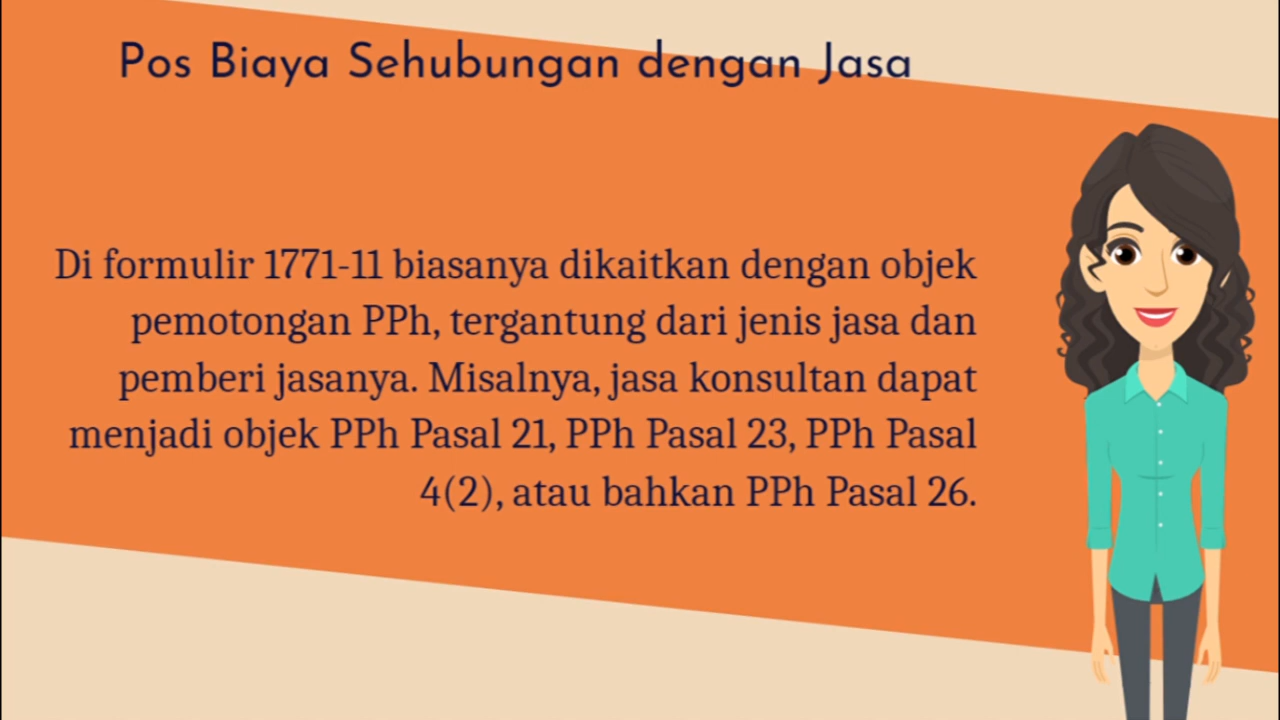 Pos Biaya Sehubungan dengan Jasa
Di formulir 1771-11 biasanya dikaitkan dengan objek
pemotongan PPh, tergantung dari jenis jasa dan
pemberi jasanya. Misalnya, jasa konsultan dapat
menjadi objek PPh Pasal 21, PPh Pasal 23, PPh Pasal
4(2), atau bahkan PPh Pasal 26.